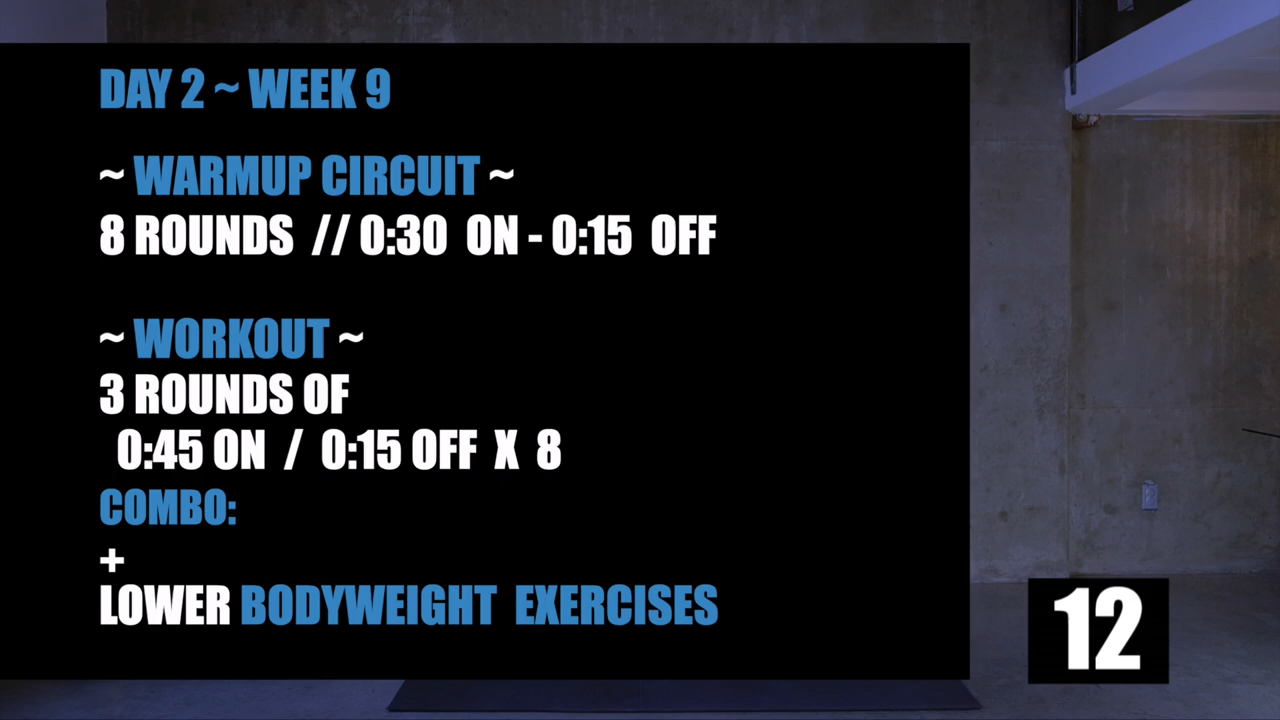 DAY 2 ~ WEEK 9
~ WARMUP CIRCUIT ~
8 ROUNDS // 0:30 ON - 0:15 OFF
~ WORKOUT ~
3 ROUNDS OF
0:45 ON / 0:15 OFF X 8
COMBO:
+
LOWER BODYWEIGHT EXERCISES
12